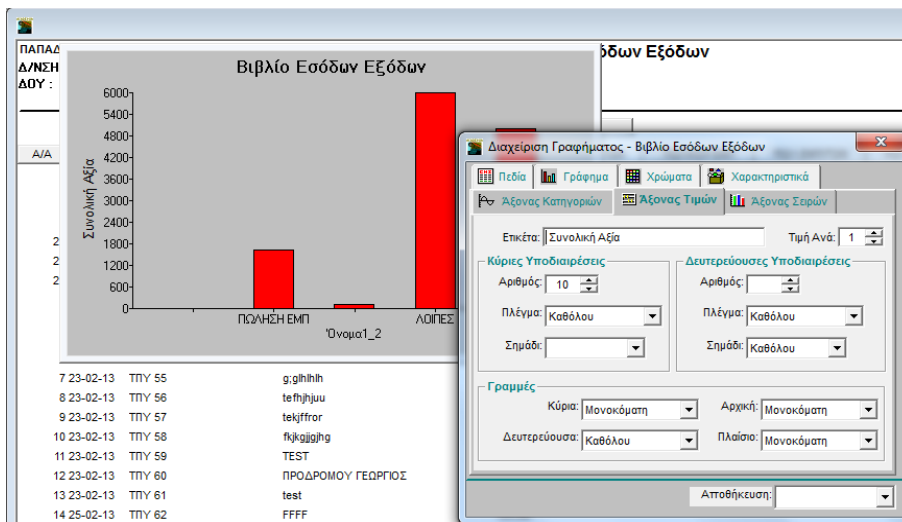 ΠΑΠΑΔ
όδων Εξόδων
Δ/ΝΣΗ
ΔΟΥ :
Α/Α
2
2
2
Βιβλίο Εσόδων Εξόδων
Συνολική Αξία
6000
5400
4800
4200
3600
3000
2400
1800
1200
600
0
ΠΩΛΗΣΗ ΕΜΠ
ΛΟΙΠΕΣ
Όνομα1_2
7 23-02-13 ΤΠΥ 55 g;glhlhlh
8 23-02-13 ΤΠΥ 56 tefhjhjuu
9 23-02-13 ΤΠΥ 57 tekjffror
10 23-02-13 ΤΠΥ 58 fkjkgjjgjhg
11 23-02-13 ΤΠΥ 59 TEST
12 23-02-13 ΤΠΥ 60 ΠΡΟΔΡΟΜΟΥ ΓΕΩΡΓΙΟΣ
13 23-02-13 ΤΠΥ 61 test
14 25-02-13 ΤΠΥ 62 FFFF
Διαχείριση Γραφήματος - Βιβλίο Εσόδων Εξόδων
Πεδία Γράφημα Χρώματα Χαρακτηριστικά
Άξονας Κατηγοριών Άξονας Τιμών Άξονας Σειρών
Ετικέτα: Συνολική Αξία Τιμή Ανά: 1
Κύριες Υποδιαιρέσεις Δευτερεύουσες Υποδιαιρέσεις
Αριθμός: 10 Αριθμός:
Πλέγμα: Καθόλου Πλέγμα: Καθόλου
Σημάδι: Σημάδι: Καθόλου
Γραμμές
Κύρια: Μονοκόματη Αρχική: Μονοκόματη
Δευτερεύουσα: Καθόλου Πλαίσιο: Μονοκόματη
Αποθήκευση: